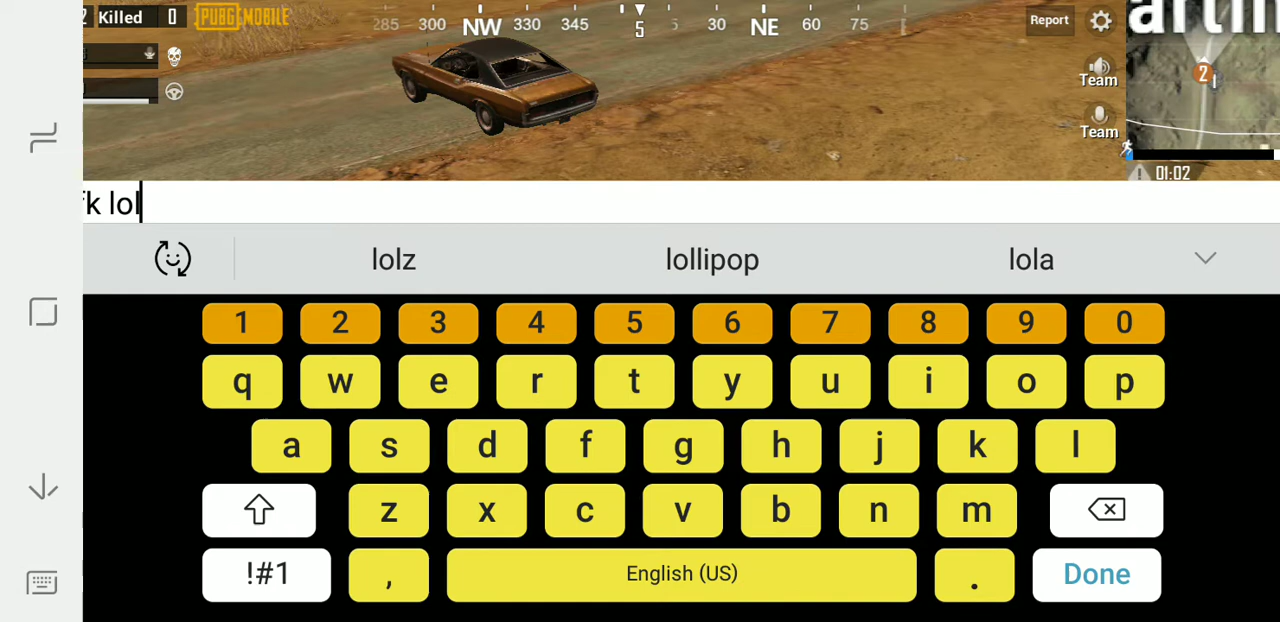 Killed 0
PUBG MOBILE
285 300 NW 330 345 5 30 NE 60 75
Report
Team
Team
2
01:02
k lol
lolz lollipop lola
1 2 3 4 5 6 7 8 9 0
q w e r t y u i o p
a s d f g h j k l
z x c v b n m
!#1 , English (US) . Done